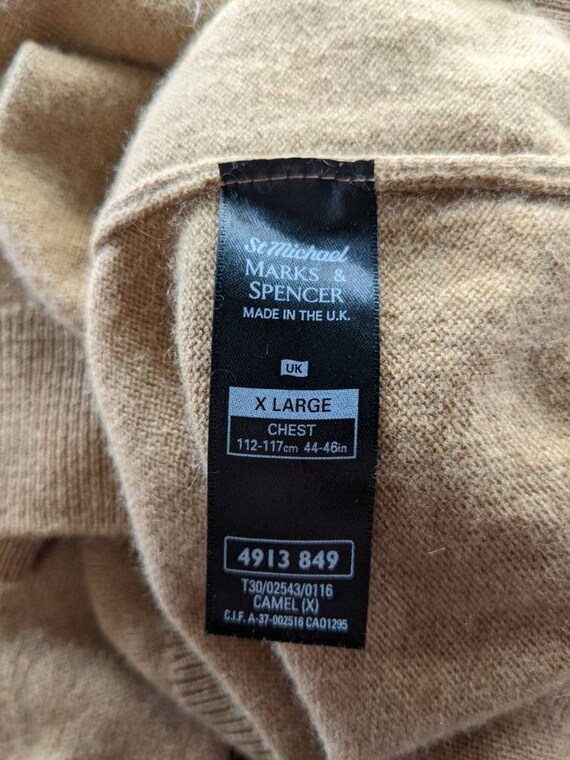 St Michael
MARKS &
SPENCER
MADE IN THE U.K.
UK
X LARGE
CHEST
112-117cm 44-46in
4913 849
T30/02543/0116
CAMEL (X)
C.I.F. A-37-002516 CAO1295